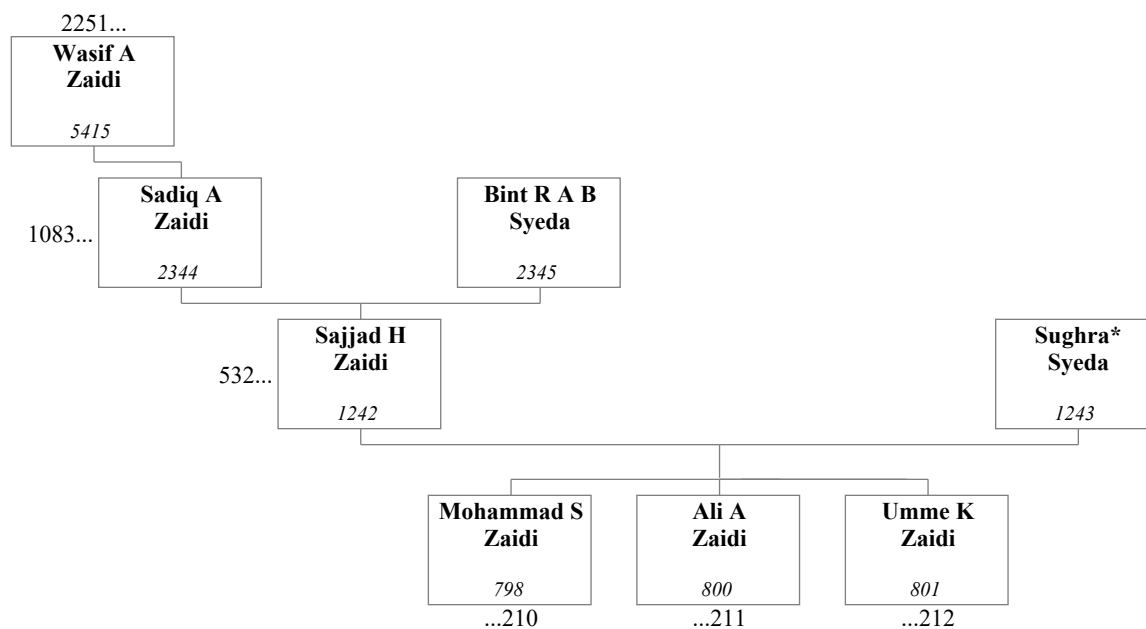 2251...
Wasif A
Zaidi
5415
Sadiq A
Zaidi
2344
Bint R A B
Syeda
2345
1083...
Sajjad H
Zaidi
1242
Sughra*
Syeda
1243
532...
Mohammad S
Zaidi
798
Ali A
Zaidi
800
Umme K
Zaidi
801
...210
...211
...212